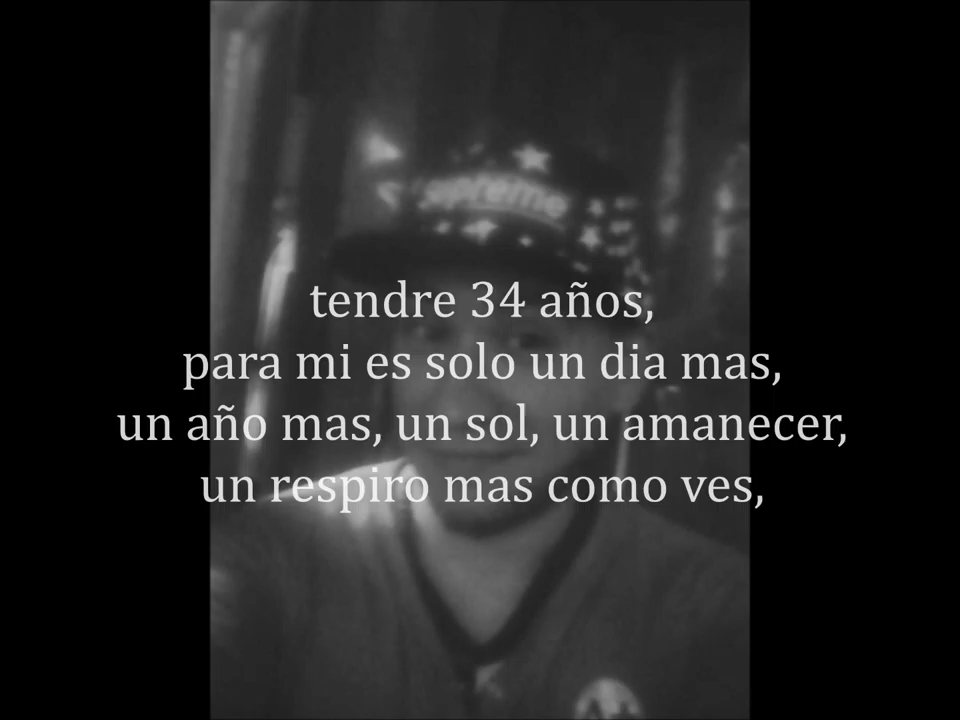 Supreme
tendre 34 años,
para mi es solo un dia mas,
un año mas, un sol, un amanecer,
un respiro mas como ves,